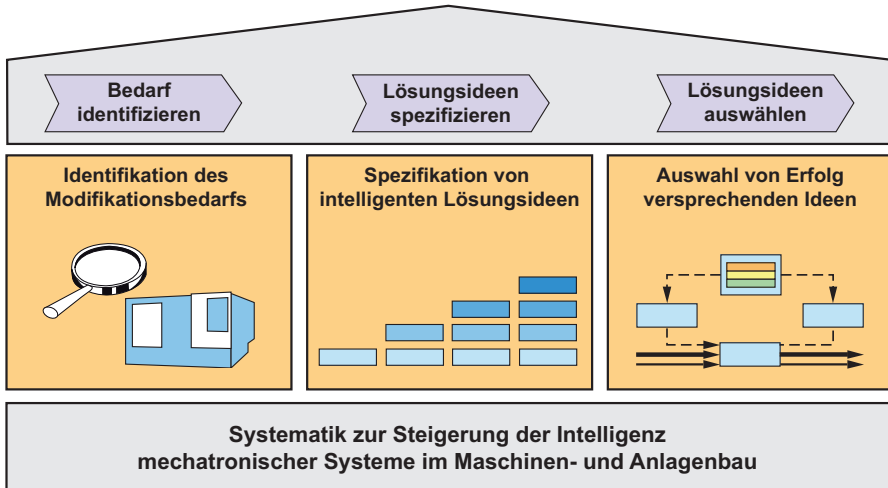 Bedarf
identifizieren
Lösungsideen
spezifizieren
Lösungsideen
auswählen
Identifikation des
Modifikationsbedarfs
Spezifikation von
intelligenten Lösungsideen
Auswahl von Erfolg
versprechenden Ideen
Systematik zur Steigerung der Intelligenz
mechatronischer Systeme im Maschinen- und Anlagenbau